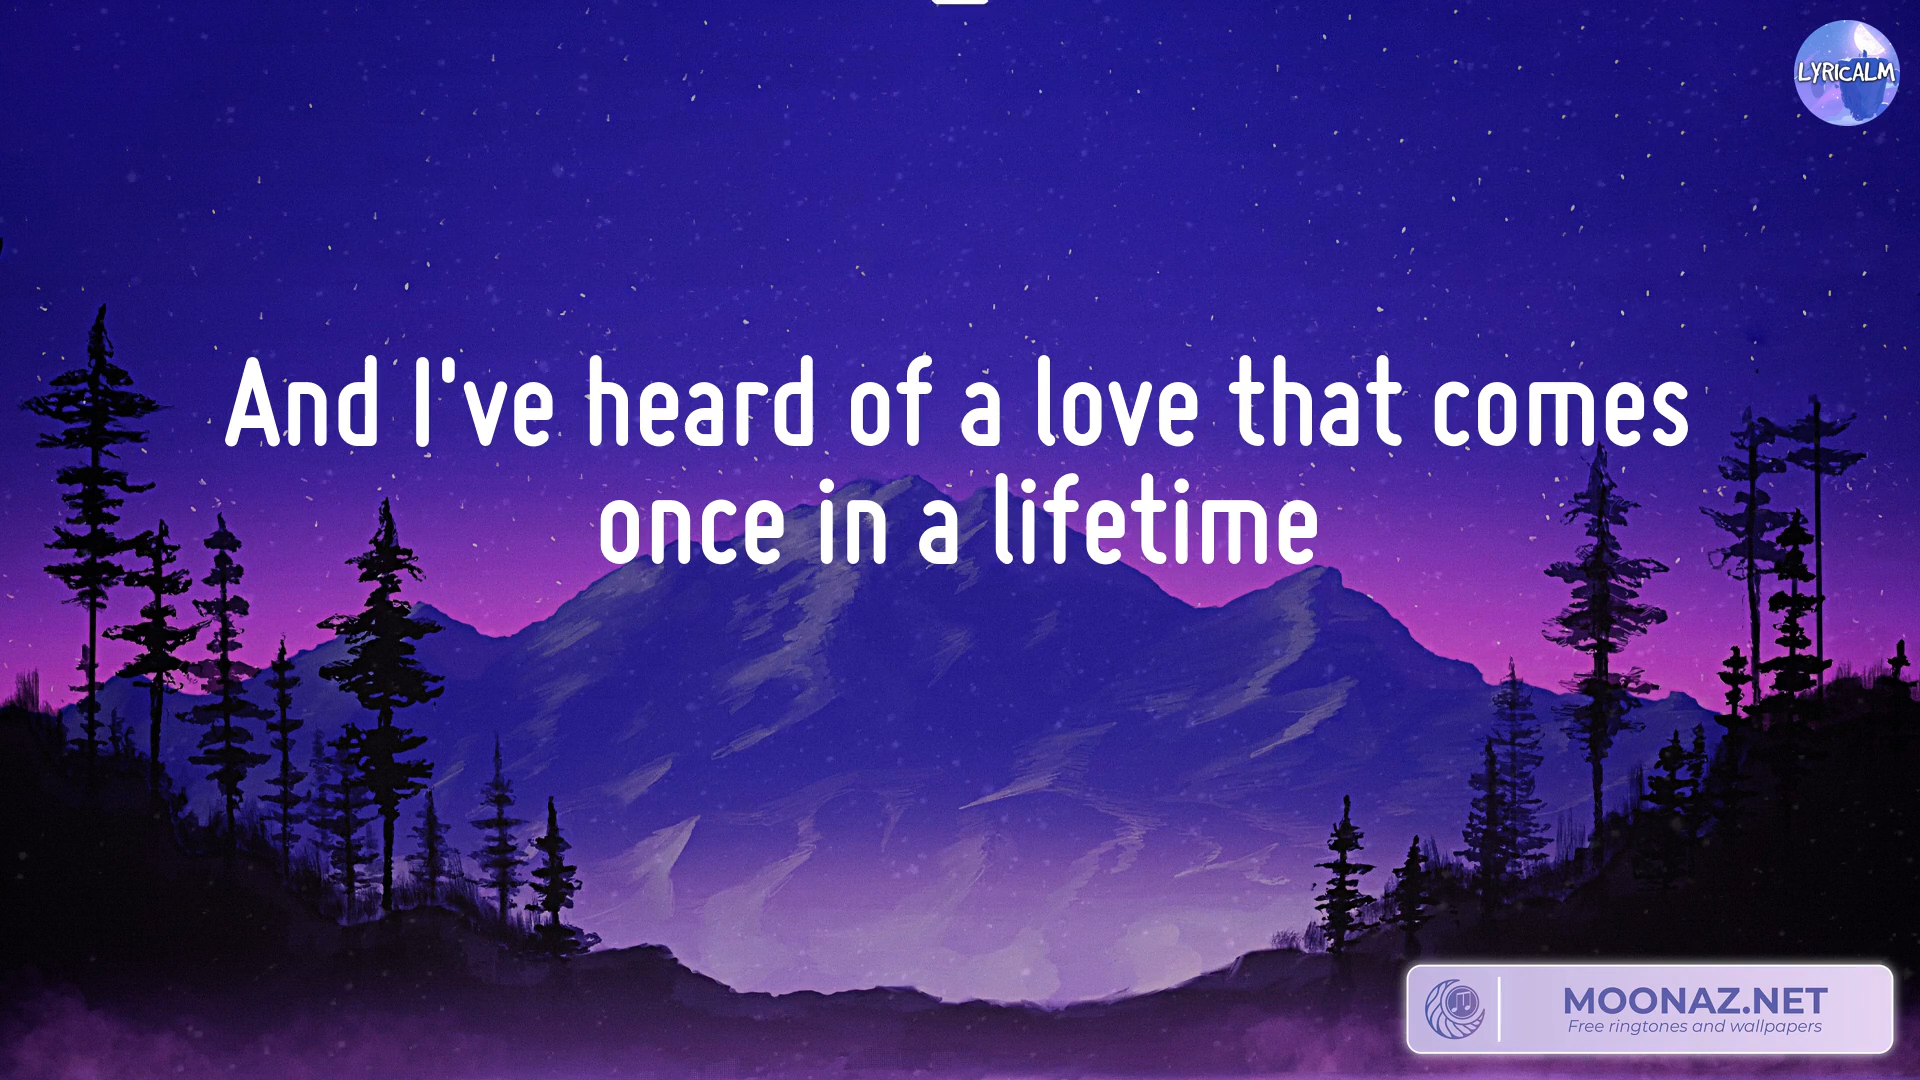 LYRICALM
And I've heard of a love that comes
once in a lifetime
MOONAZ.NET
Free ringtones and wallpapers